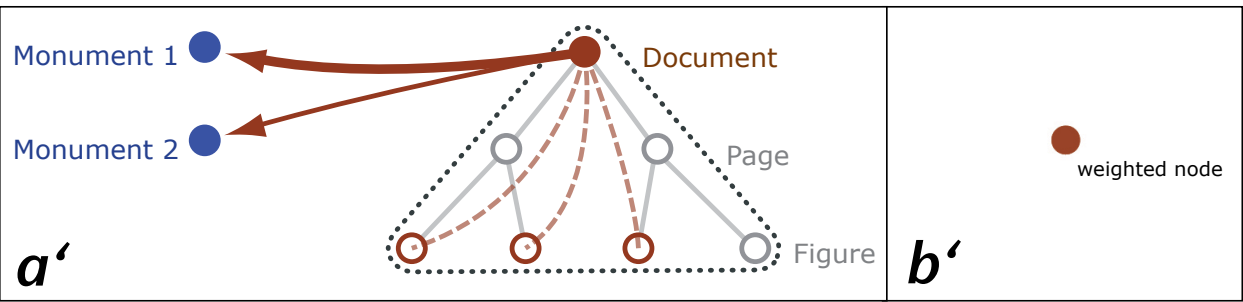 Monument 1
Document
Monument 2
Page
weighted node
Figure
a‘
b‘